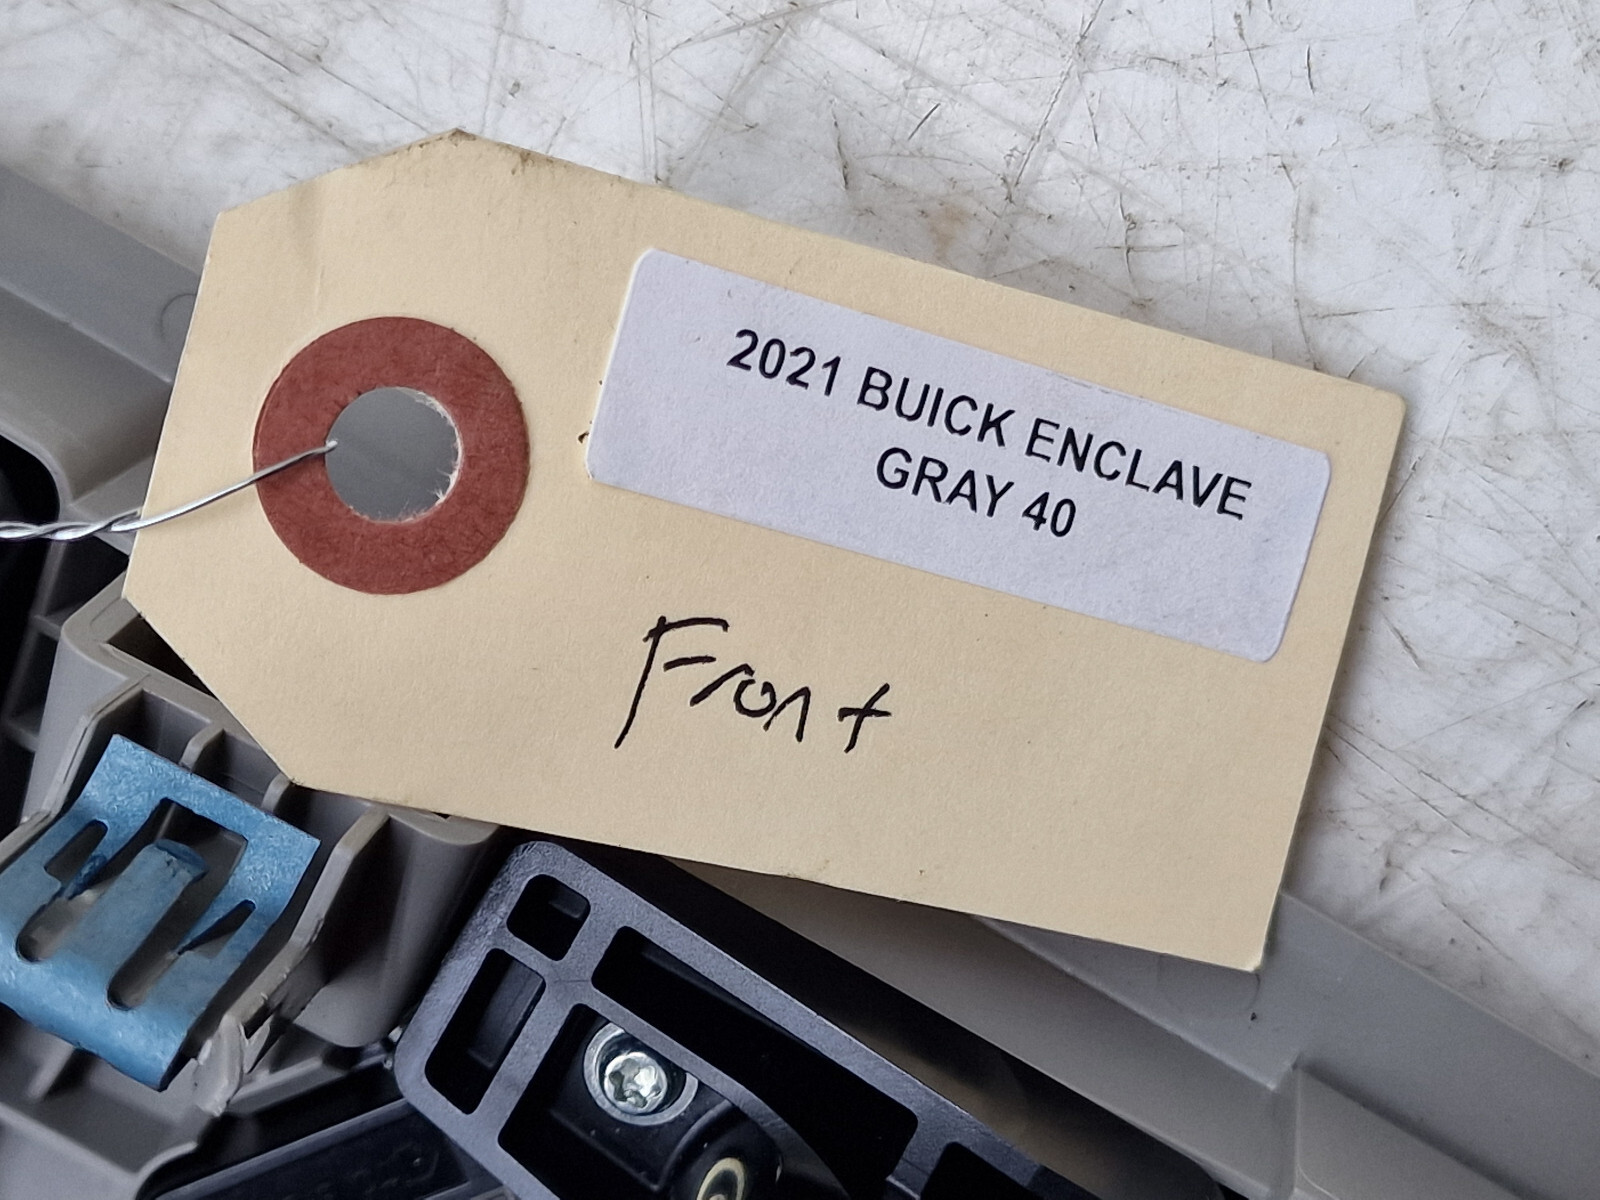 2021 BUICK ENCLAVE
GRAY 40
Front